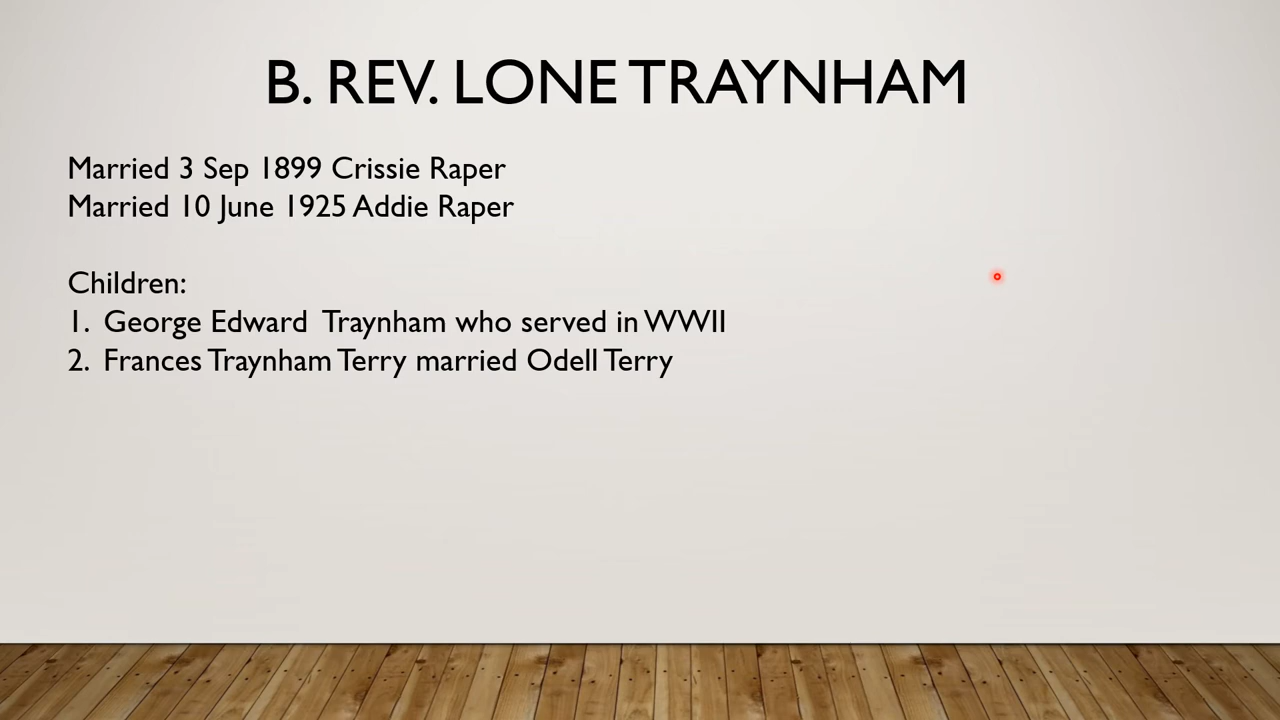 B. REV. LONE TRAYNHAM
Married 3 Sep 1899 Crissie Raper
Married 10 June 1925 Addie Raper
Children:
1. George Edward  Traynham who served in WWII
2. Frances Traynham Terry married Odell Terry